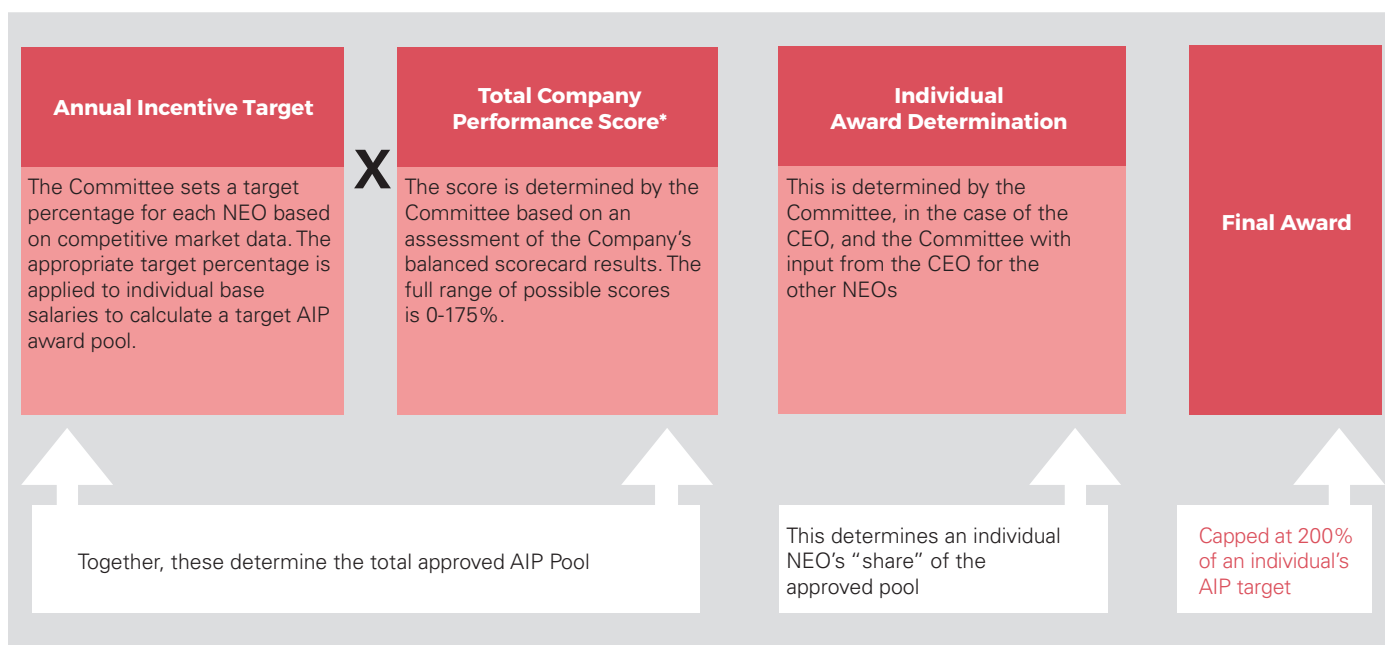 Annual Incentive Target
The Committee sets a target
percentage for each NEO based
on competitive market data. The
appropriate target percentage is
applied to individual base
salaries to calculate a target AIP
award pool.
X
Total Company
Performance Score*
The score is determined by the
Committee based on an
assessment of the Company’s
balanced scorecard results. The
full range of possible scores
is 0-175%.
Individual
Award Determination
This is determined by the
Committee, in the case of the
CEO, and the Committee with
input from the CEO for the
other NEOs
Final Award
Together, these determine the total approved AIP Pool
This determines an individual
NEO’s “share” of the
approved pool
Capped at 200%
of an individual’s
AIP target